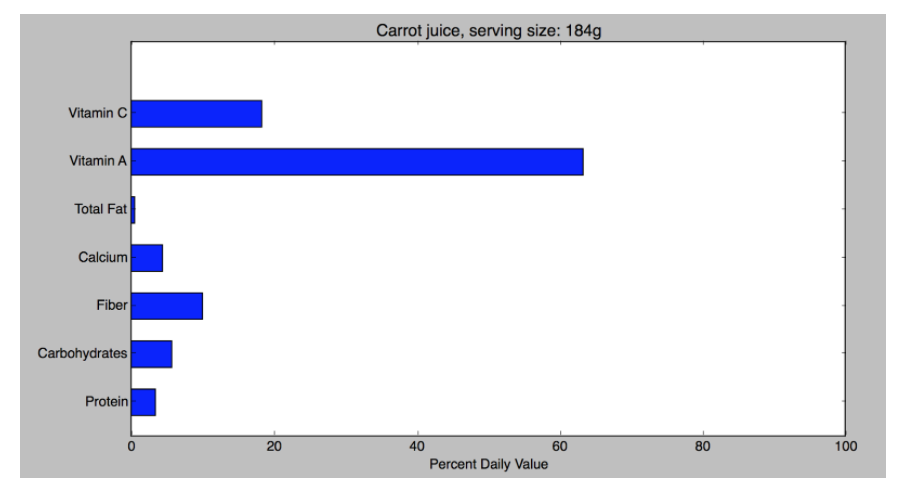 Carrot juice, serving size: 184g
Vitamin C
Vitamin A
Total Fat
Calcium
Fiber
Carbohydrates
Protein
0 20 40 60 80 100
Percent Daily Value